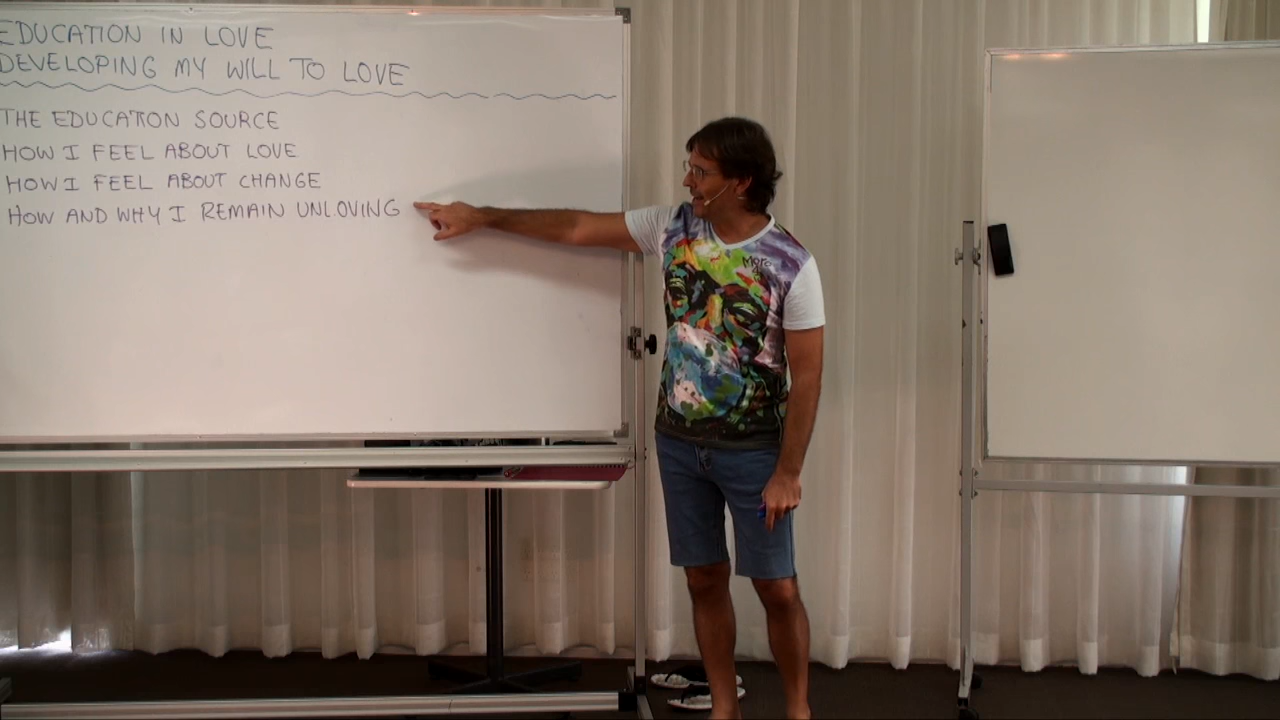 EDUCATION IN LOVE
DEVELOPING MY WILL TO LOVE
THE EDUCATION SOURCE
HOW I FEEL ABOUT LOVE
HOW I FEEL ABOUT CHANGE
HOW AND WHY I REMAIN UNLOVING